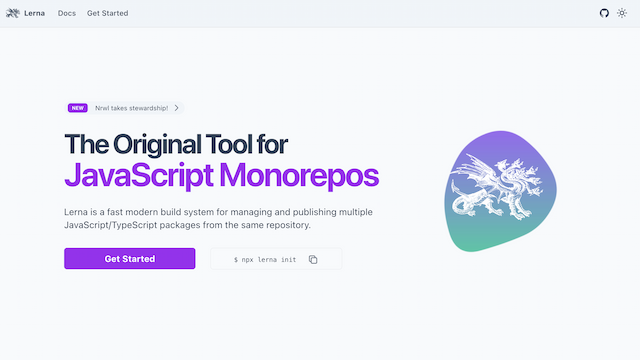 Lerna Docs Get Started
NEW Nrwl takes stewardship!
The Original Tool for
JavaScript Monorepos
Lerna is a fast modern build system for managing and publishing multiple
JavaScript/TypeScript packages from the same repository.
Get Started $ npx lerna init